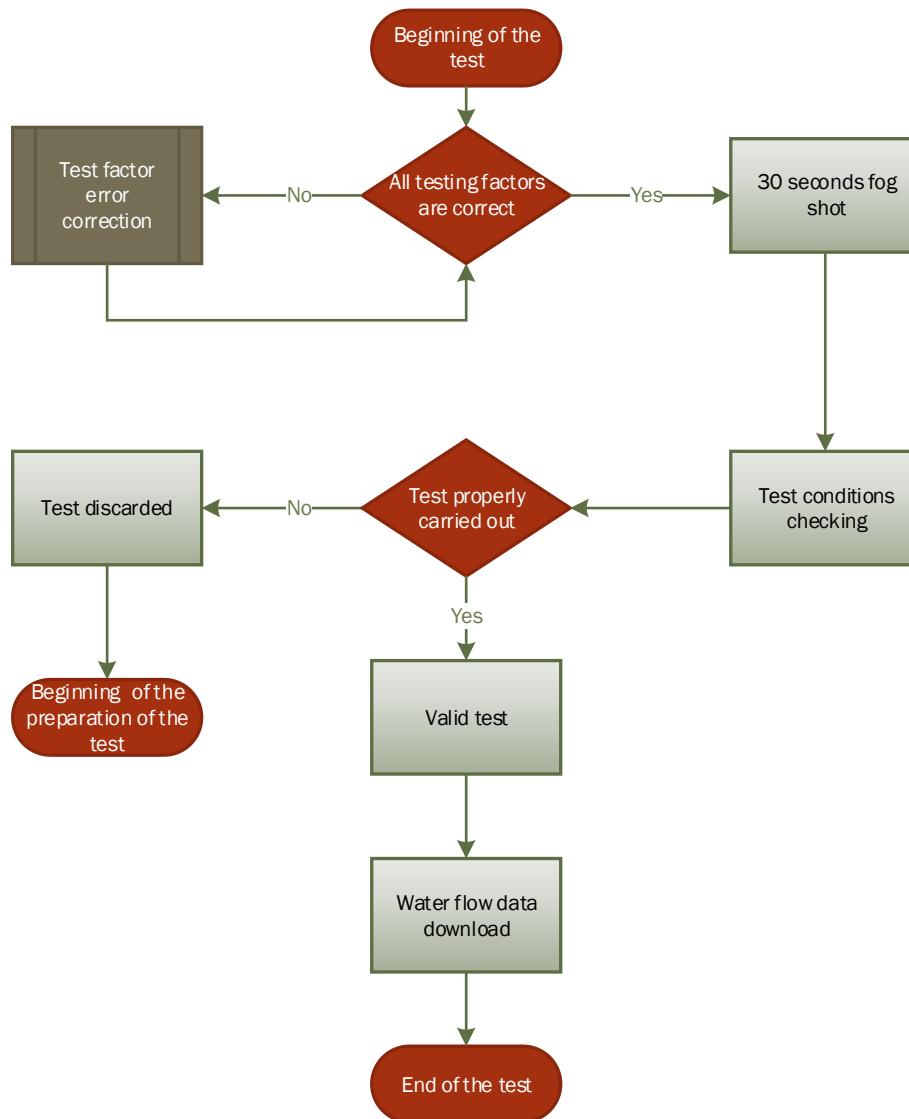 Beginning of the
test
Test factor
error
correction
No
All testing factors
are correct
Yes
30 seconds fog
shot
Test discarded
No
Test properly
carried out
Test conditions
checking
Yes
Beginning of the
preparation of the
test
Valid test
Water flow data
download
End of the test